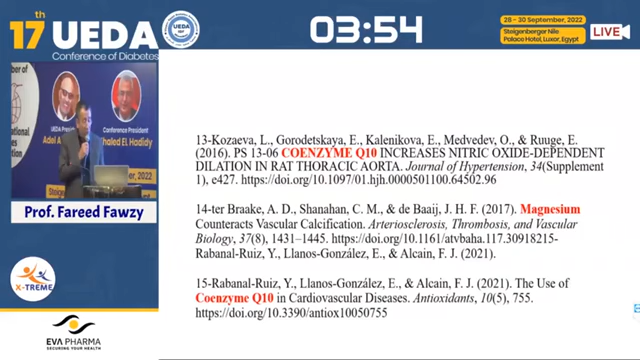 17th UEDA
Conference of Diabetes
03:54
28 - 30 September, 2022
Steigenberger Nile
Palace Hotel, Luxor, Egypt
LIVE
Conference President
Prof. Fareed Fawzy
X-TREME
EVA PHARMA
SECURING YOUR HEALTH
13-Kozaeva, L., Gorodetskaya, E., Kalenikova, E., Medvedev, O., & Ruuge, E.
(2016). PS 13-06 COENZYME Q10 INCREASES NITRIC OXIDE-DEPENDENT
DILATION IN RAT THORACIC AORTA. Journal of Hypertension, 34(Supplement
1), e427. https://doi.org/10.1097/01.hjh.0000501100.64502.96
14-ter Braake, A. D., Shanahan, C. M., & de Baaij, J. H. F. (2017). Magnesium
Counteracts Vascular Calcification. Arteriosclerosis, Thrombosis, and Vascular
Biology, 37(8), 1431–1445. https://doi.org/10.1161/atvbaha.117.30918215-
Rabanal-Ruiz, Y., Llanos-González, E., & Alcain, F. J. (2021).
15-Rabanal-Ruiz, Y., Llanos-González, E., & Alcain, F. J. (2021). The Use of
Coenzyme Q10 in Cardiovascular Diseases. Antioxidants, 10(5), 755.
https://doi.org/10.3390/antiox10050755